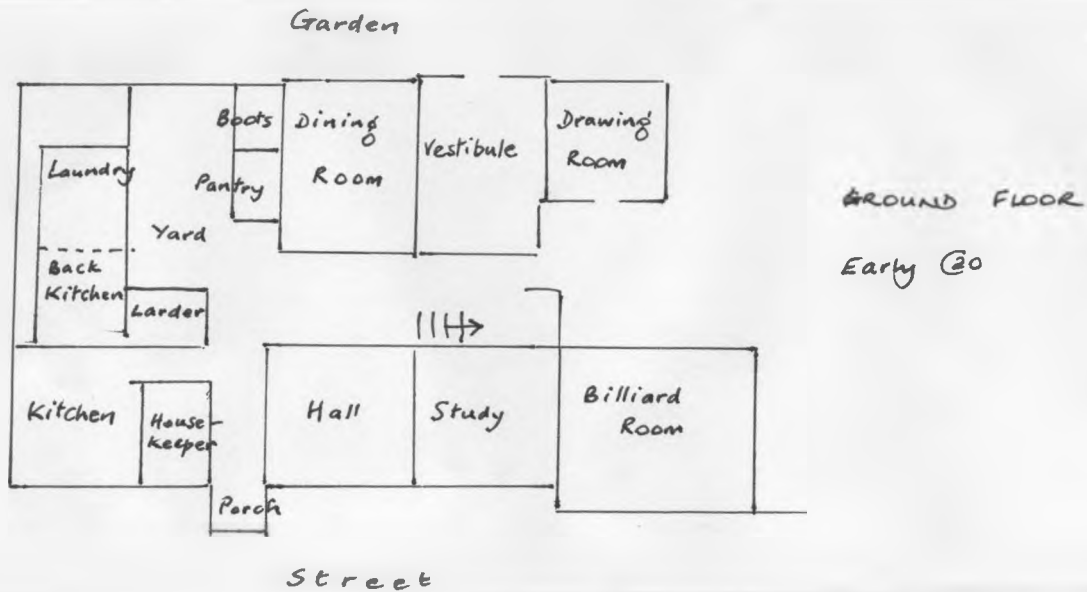 Garden
Boots
Dining
Room
Vestibule
Drawing
Room
Laundry
Pantry
Yard
Back
Kitchen
Larder
Kitchen
House-
keeper
Hall
Study
Billiard
Room
Porch
Street
GROUND FLOOR
Early